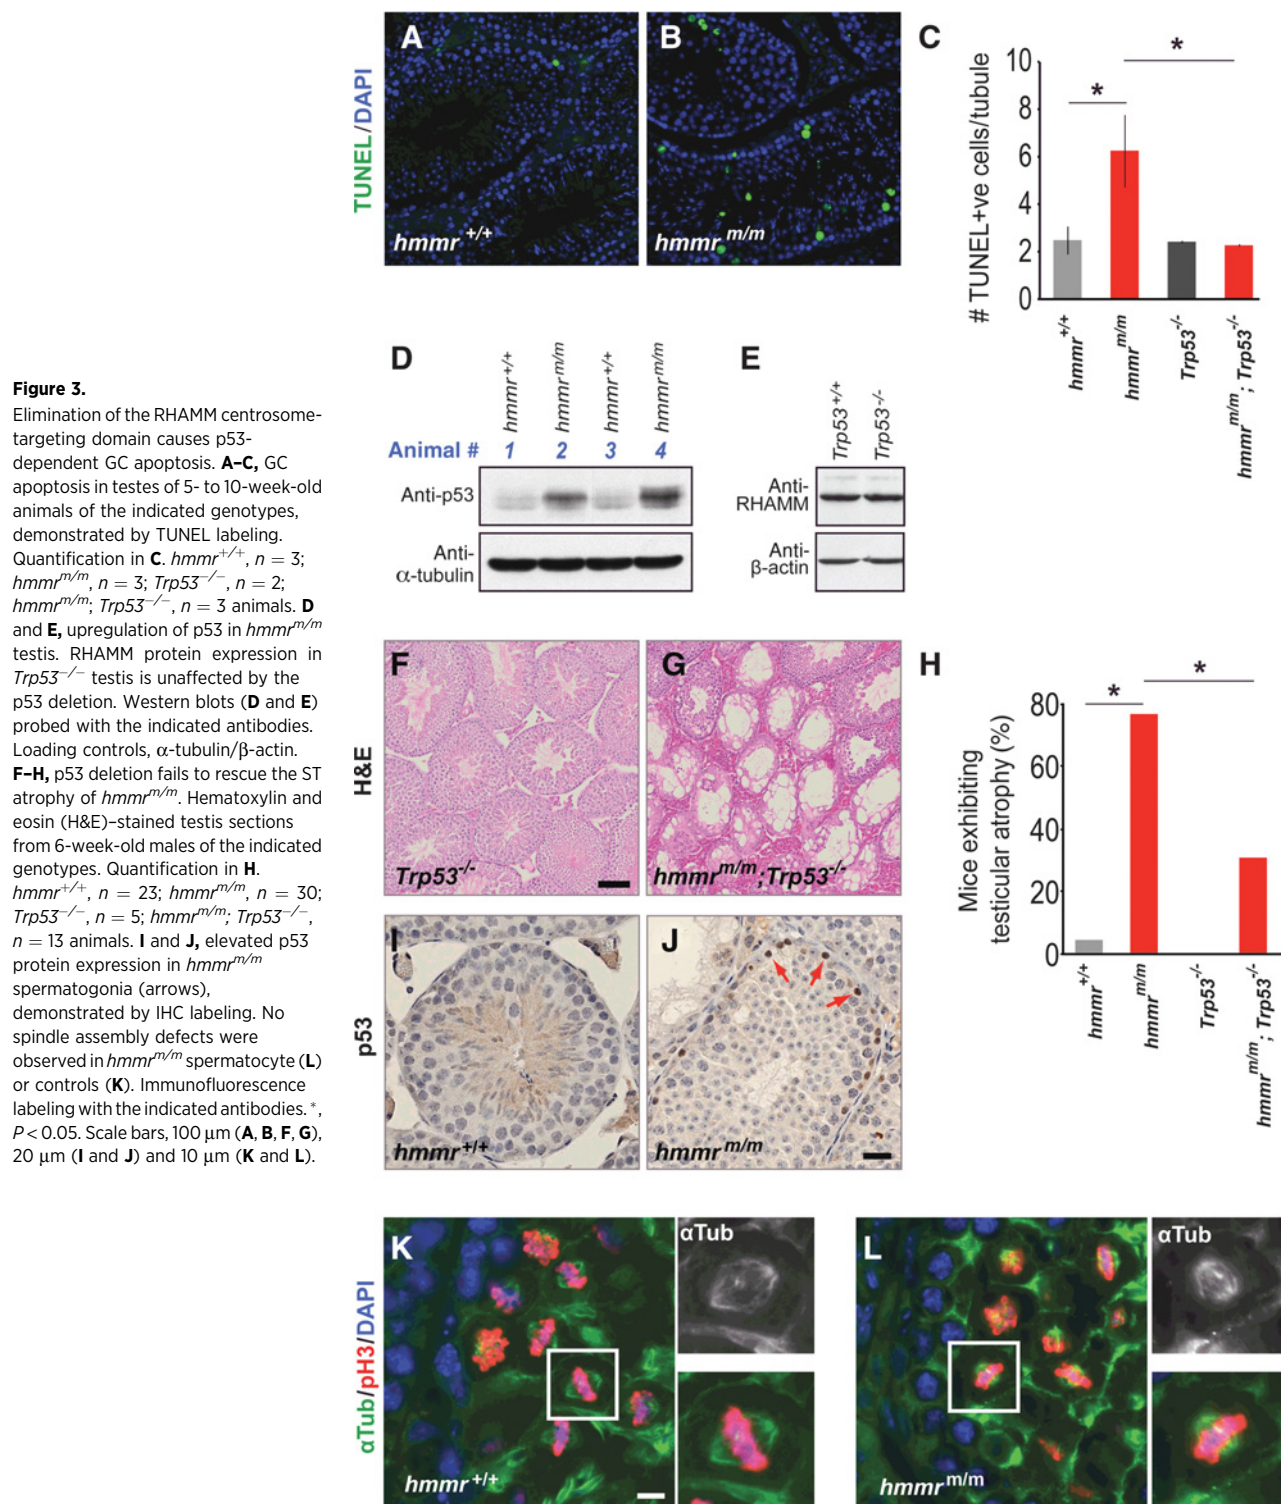 Figure 3.
Elimination of the RHAMM centrosome-
targeting domain causes p53-
dependent GC apoptosis. A–C, GC
apoptosis in testes of 5- to 10-week-old
animals of the indicated genotypes,
demonstrated by TUNEL labeling.
Quantification in C. hmmr+/+, n = 3;
hmmrm/m, n = 3; Trp53−/−, n = 2;
hmmrm/m; Trp53−/−, n = 3 animals. D
and E, upregulation of p53 in hmmrm/m
testis. RHAMM protein expression in
Trp53−/− testis is unaffected by the
p53 deletion. Western blots (D and E)
probed with the indicated antibodies.
Loading controls, α-tubulin/β-actin.
F–H, p53 deletion fails to rescue the ST
atrophy of hmmrm/m. Hematoxylin and
eosin (H&E)–stained testis sections
from 6-week-old males of the indicated
genotypes. Quantification in H.
hmmr+/+, n = 23; hmmrm/m, n = 30;
Trp53−/−, n = 5; hmmrm/m; Trp53−/−,
n = 13 animals. I and J, elevated p53
protein expression in hmmrm/m
spermatogonia (arrows),
demonstrated by IHC labeling. No
spindle assembly defects were
observed in hmmrm/m spermatocyte (L)
or controls (K). Immunofluorescence
labeling with the indicated antibodies. *,
P < 0.05. Scale bars, 100 μm (A, B, F, G),
20 μm (I and J) and 10 μm (K and L).
TUNEL/DAPI
A
hmmr +/+
B
hmmr m/m
C
# TUNEL+ve cells/tubule
10
8
6
4
2
0
*
*
hmmr+/+
hmmrm/m
Trp53-/-
hmmrm/m; Trp53-/-
D
hmmr+/+
hmmrm/m
hmmr+/+
hmmrm/m
Animal # 1 2 3 4
Anti-p53
Anti-
α-tubulin
E
Trp53+/+
Trp53-/-
Anti-
RHAMM
Anti-
β-actin
H&E
F
Trp53-/-
G
hmmrm/m;Trp53-/-
H
Mice exhibiting
testicular atrophy (%)
80
60
40
20
0
*
*
hmmr+/+
hmmrm/m
Trp53-/-
hmmrm/m; Trp53-/-
p53
I
hmmr+/+
J
hmmrm/m
αTub/pH3/DAPI
K
hmmr +/+
αTub
L
hmmr m/m
αTub